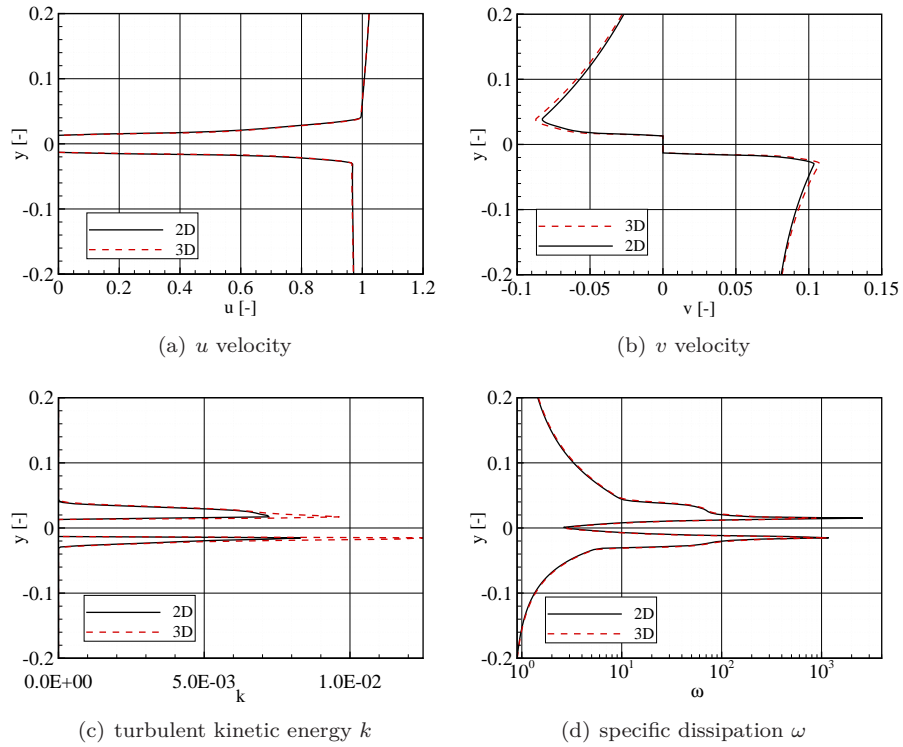 y [-]
0.2
0.1
0
-0.1
-0.2
2D
3D
0 0.2 0.4 0.6 0.8 1 1.2
u [-]
(a) u velocity
y [-]
0.2
0.1
0
-0.1
-0.2
3D
2D
-0.1 -0.05 0 0.05 0.1 0.15
v [-]
(b) v velocity
y [-]
0.2
0.1
0
-0.1
-0.2
2D
3D
0.0E+00 5.0E-03 1.0E-02
k
(c) turbulent kinetic energy k
y [-]
0.2
0.1
0
-0.1
-0.2
2D
3D
10⁰ 10¹ 10² 10³
ω
(d) specific dissipation ω